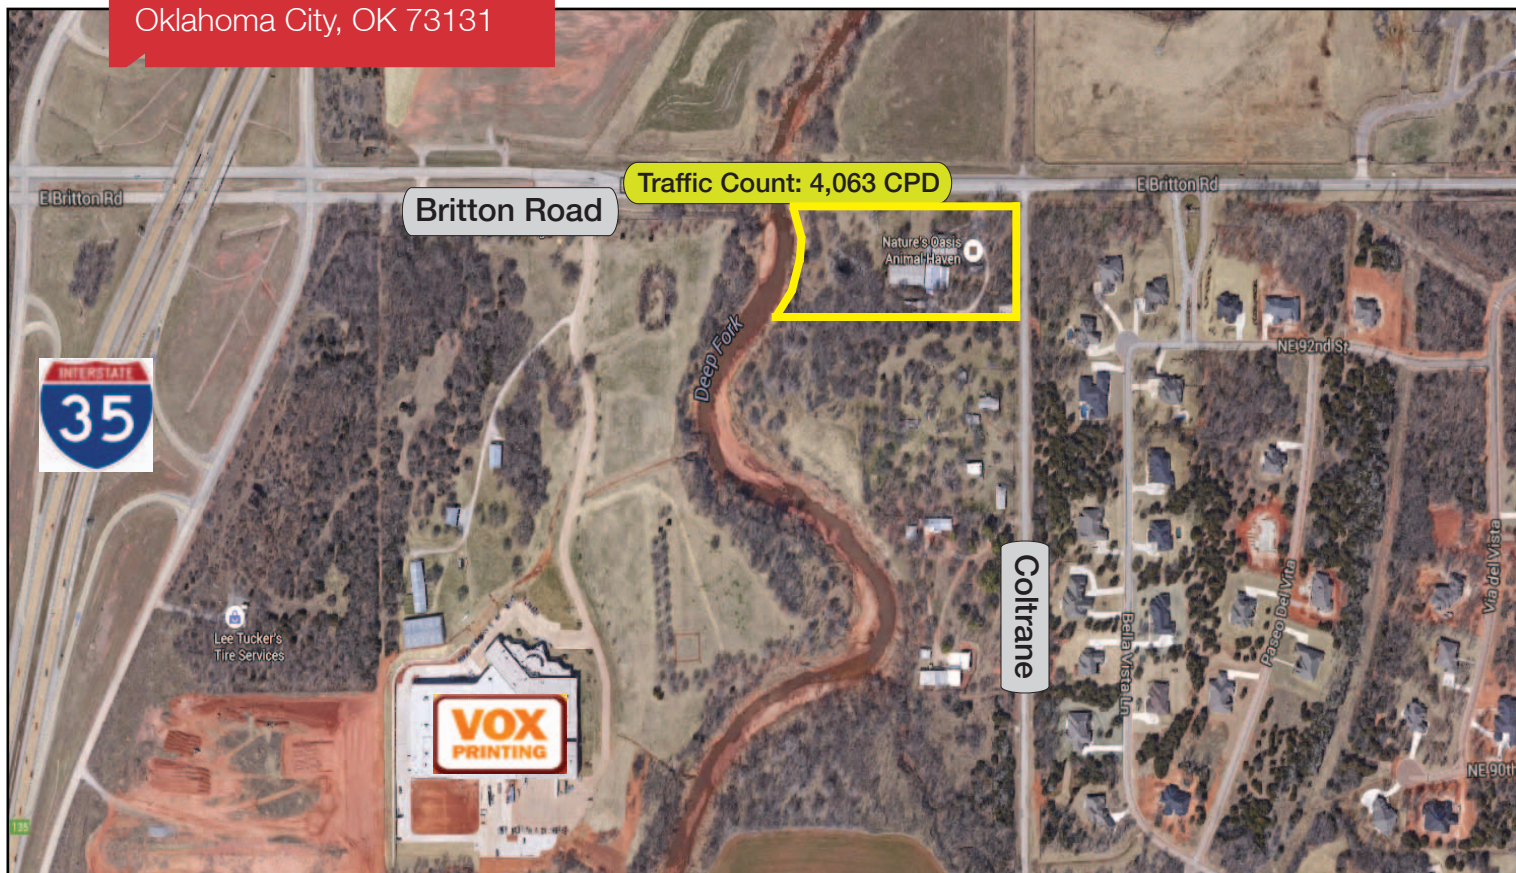 Oklahoma City, OK 73131
E Britton Rd
Britton Road
Traffic Count: 4,063 CPD
E Britton Rd
Nature's Oasis
Animal Haven
Deep Fork
NE 92nd St
INTERSTATE
35
Coltrane
Bella Vista Ln
Paseo Del Vita
Via del Vista
Lee Tucker's
Tire Services
VOX
PRINTING
NE 90th
135